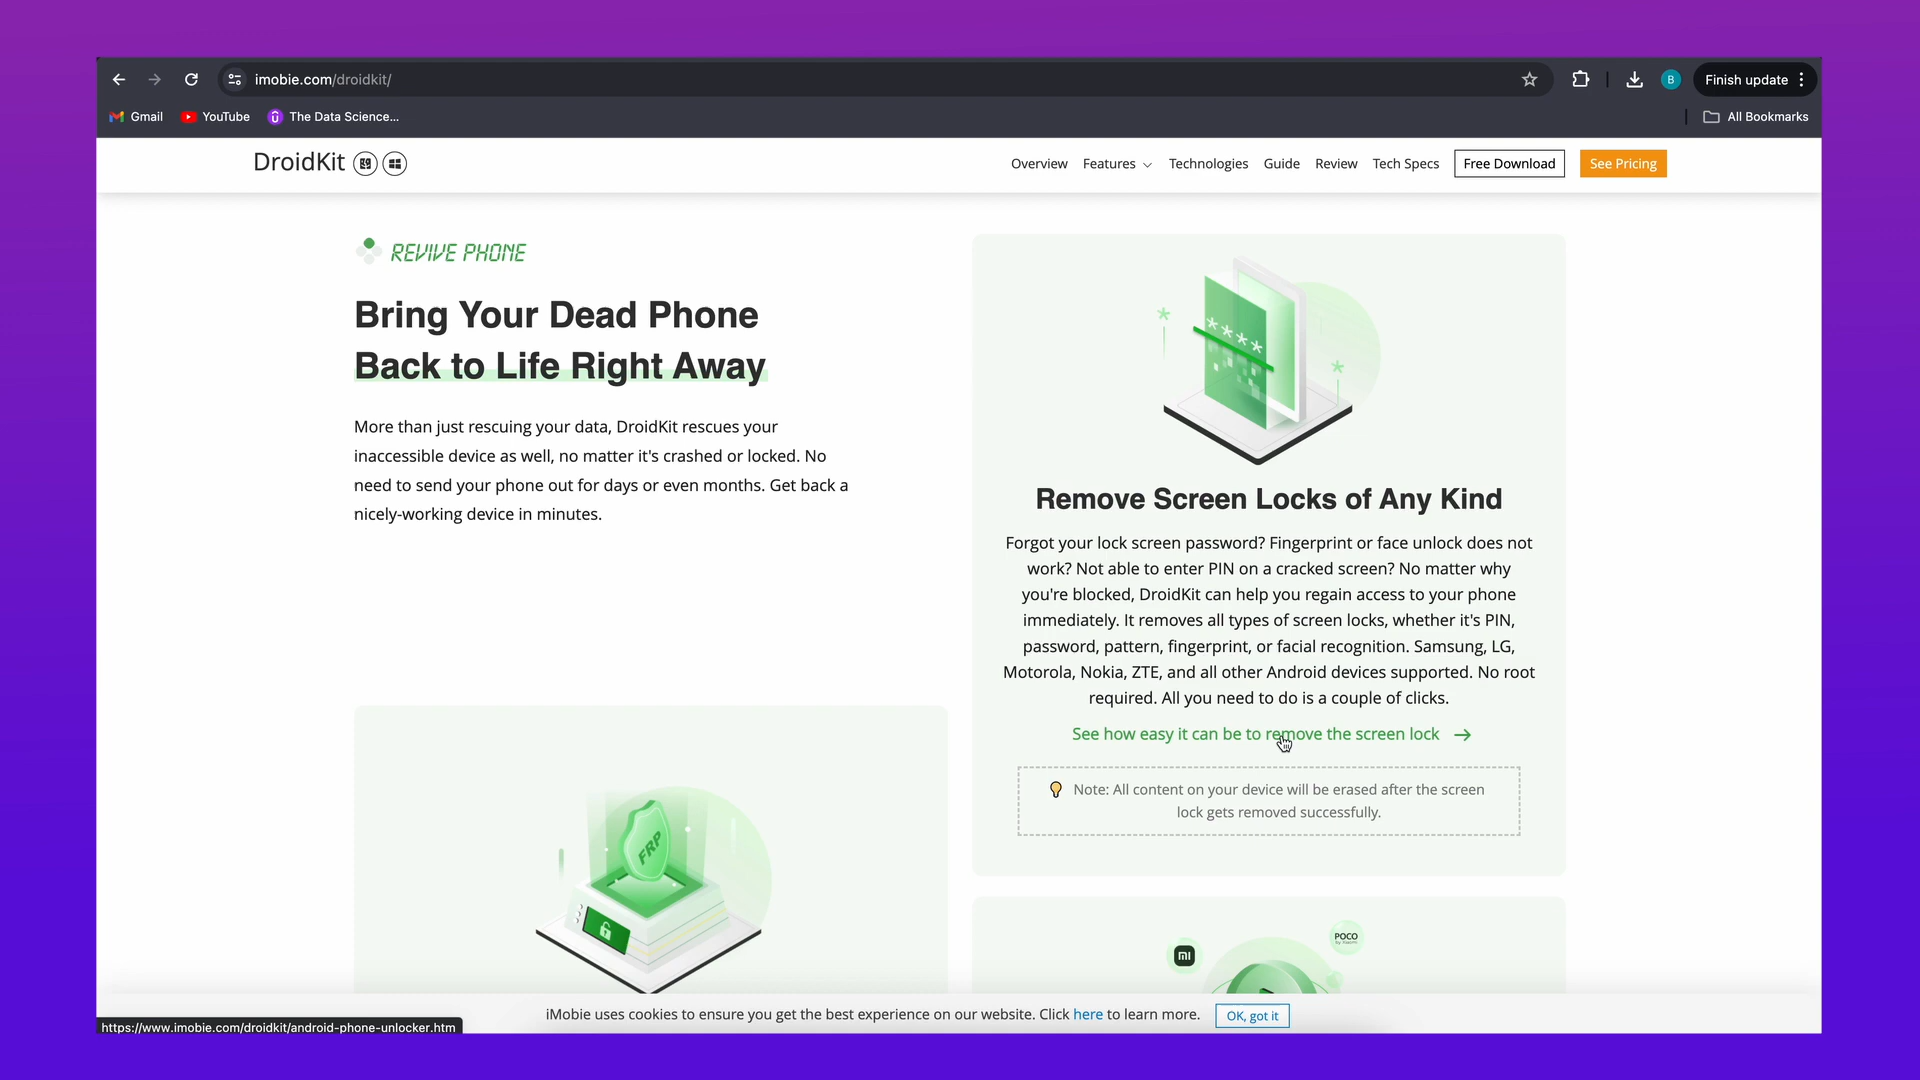 imobie.com/droidkit/
B
Finish update
Gmail
YouTube
The Data Science...
All Bookmarks
DroidKit
Overview
Features
Technologies
Guide
Review
Tech Specs
Free Download
See Pricing
REVIVE PHONE
Bring Your Dead Phone
Back to Life Right Away
More than just rescuing your data, DroidKit rescues your
inaccessible device as well, no matter it's crashed or locked. No
need to send your phone out for days or even months. Get back a
nicely-working device in minutes.
****
Remove Screen Locks of Any Kind
Forgot your lock screen password? Fingerprint or face unlock does not
work? Not able to enter PIN on a cracked screen? No matter why
you're blocked, DroidKit can help you regain access to your phone
immediately. It removes all types of screen locks, whether it's PIN,
password, pattern, fingerprint, or facial recognition. Samsung, LG,
Motorola, Nokia, ZTE, and all other Android devices supported. No root
required. All you need to do is a couple of clicks.
See how easy it can be to remove the screen lock
Note: All content on your device will be erased after the screen
lock gets removed successfully.
FRP
mi
POCO
by Xiaomi
iMobie uses cookies to ensure you get the best experience on our website. Click here to learn more.
OK, got it
https://www.imobie.com/droidkit/android-phone-unlocker.htm